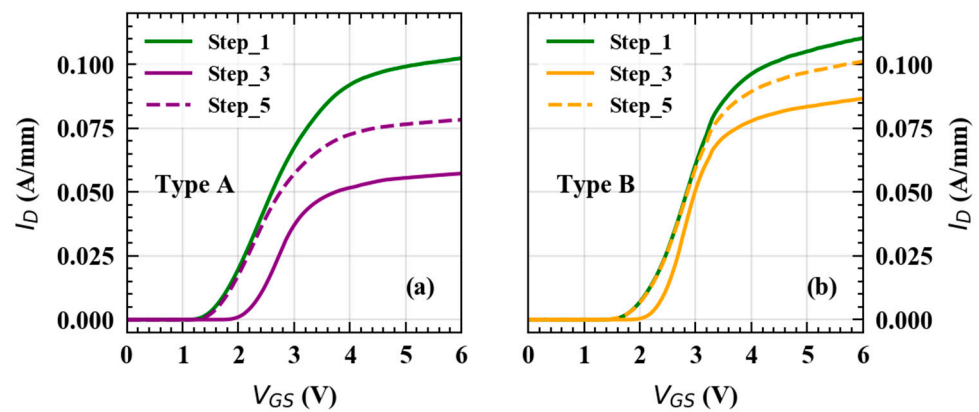 Step_1
Step_3
Step_5
Type A
(a)
0.100
0.075
0.050
0.025
0.000
0 1 2 3 4 5 6
I_D (A/mm)
V_GS (V)
Step_1
Step_3
Step_5
Type B
(b)
0.100
0.075
0.050
0.025
0.000
0 1 2 3 4 5 6
I_D (A/mm)
V_GS (V)